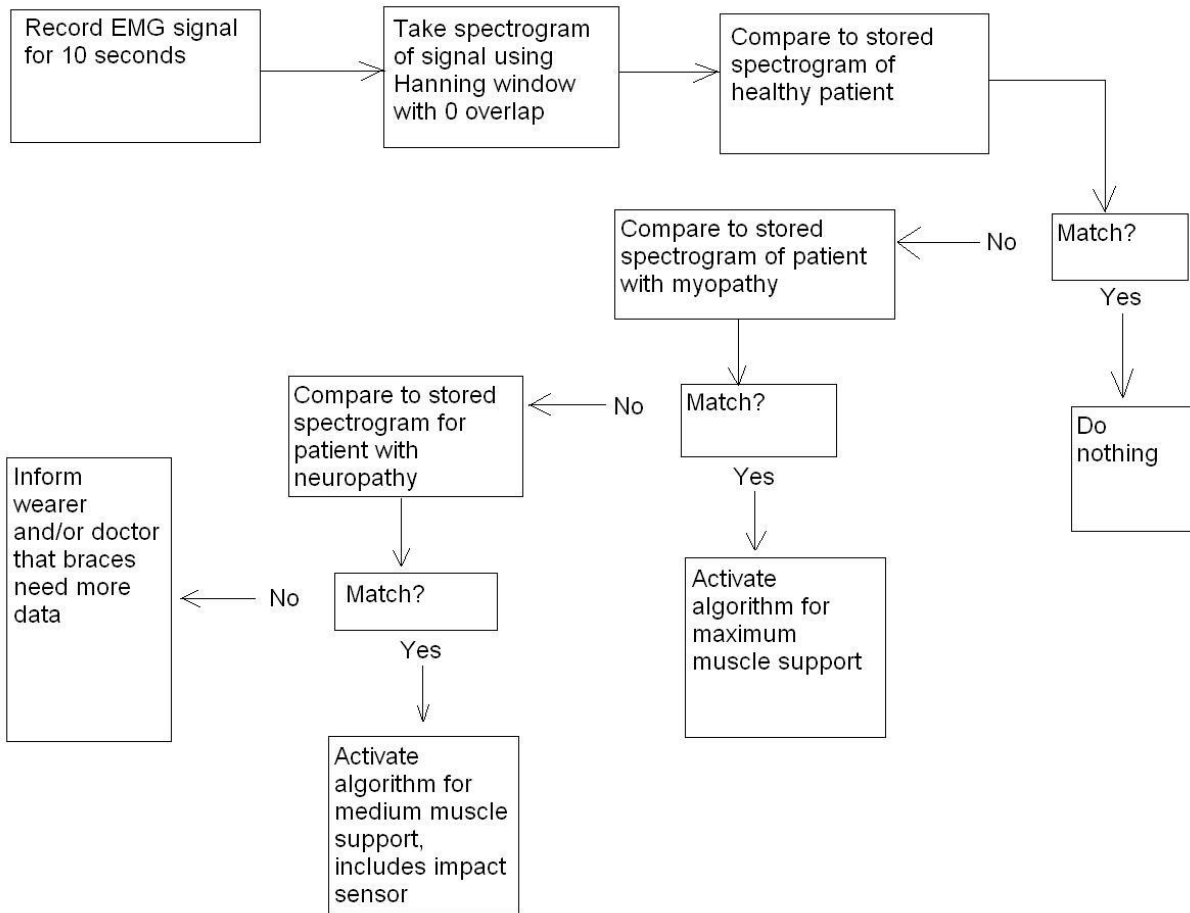 Record EMG signal
for 10 seconds
Take spectrogram
of signal using
Hanning window
with 0 overlap
Compare to stored
spectrogram of
healthy patient
Match?
No
Yes
Do
nothing
Compare to stored
spectrogram of patient
with myopathy
Match?
No
Yes
Activate
algorithm for
maximum
muscle support
Compare to stored
spectrogram for
patient with
neuropathy
Match?
No
Yes
Inform
wearer
and/or doctor
that braces
need more
data
Activate
algorithm for
medium muscle
support,
includes impact
sensor